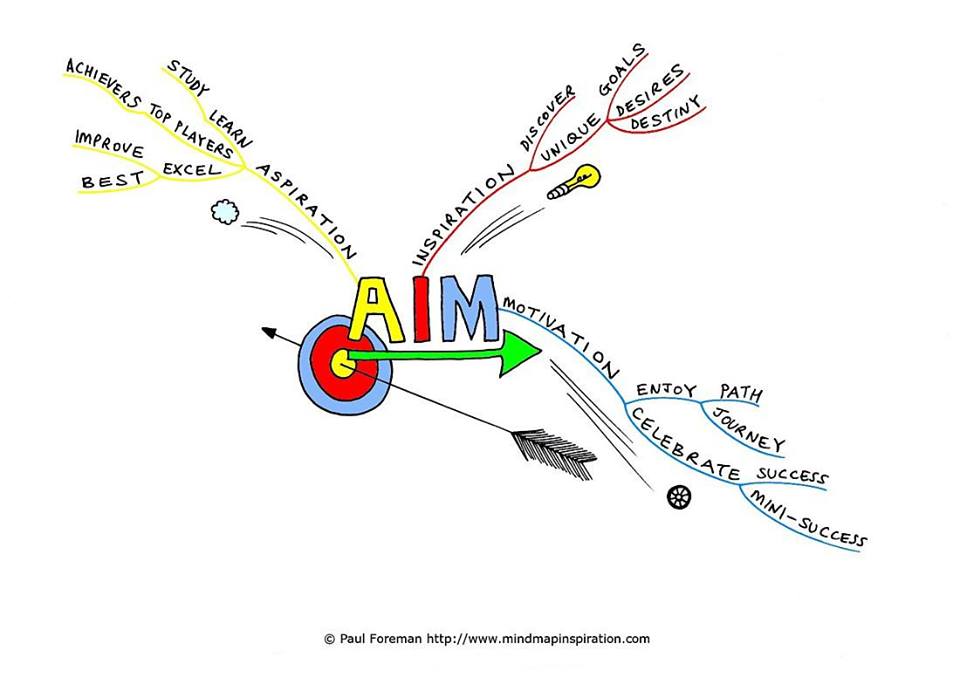 AIM
ASPIRATION
STUDY
LEARN
ACHIEVERS
TOP PLAYERS
EXCEL
IMPROVE
BEST
INSPIRATION
DISCOVER
UNIQUE
GOALS
DESIRES
DESTINY
MOTIVATION
ENJOY
PATH
JOURNEY
CELEBRATE
SUCCESS
MINI-SUCCESS
© Paul Foreman http://www.mindmapinspiration.com